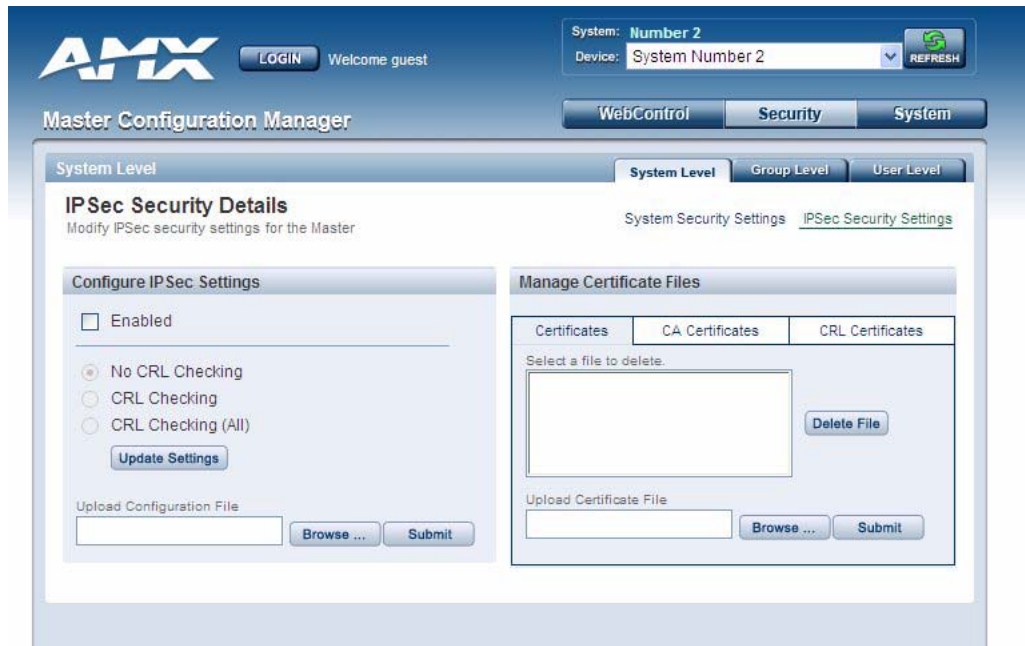 AMX
LOGIN Welcome guest
System: Number 2
Device: System Number 2
REFRESH
Master Configuration Manager
WebControl Security System
System Level
System Level Group Level User Level
IPSec Security Details
Modify IPSec security settings for the Master
System Security Settings IPSec Security Settings
Configure IPSec Settings
Enabled
No CRL Checking
CRL Checking
CRL Checking (All)
Update Settings
Upload Configuration File
Browse ... Submit
Manage Certificate Files
Certificates CA Certificates CRL Certificates
Select a file to delete.
Delete File
Upload Certificate File
Browse ... Submit